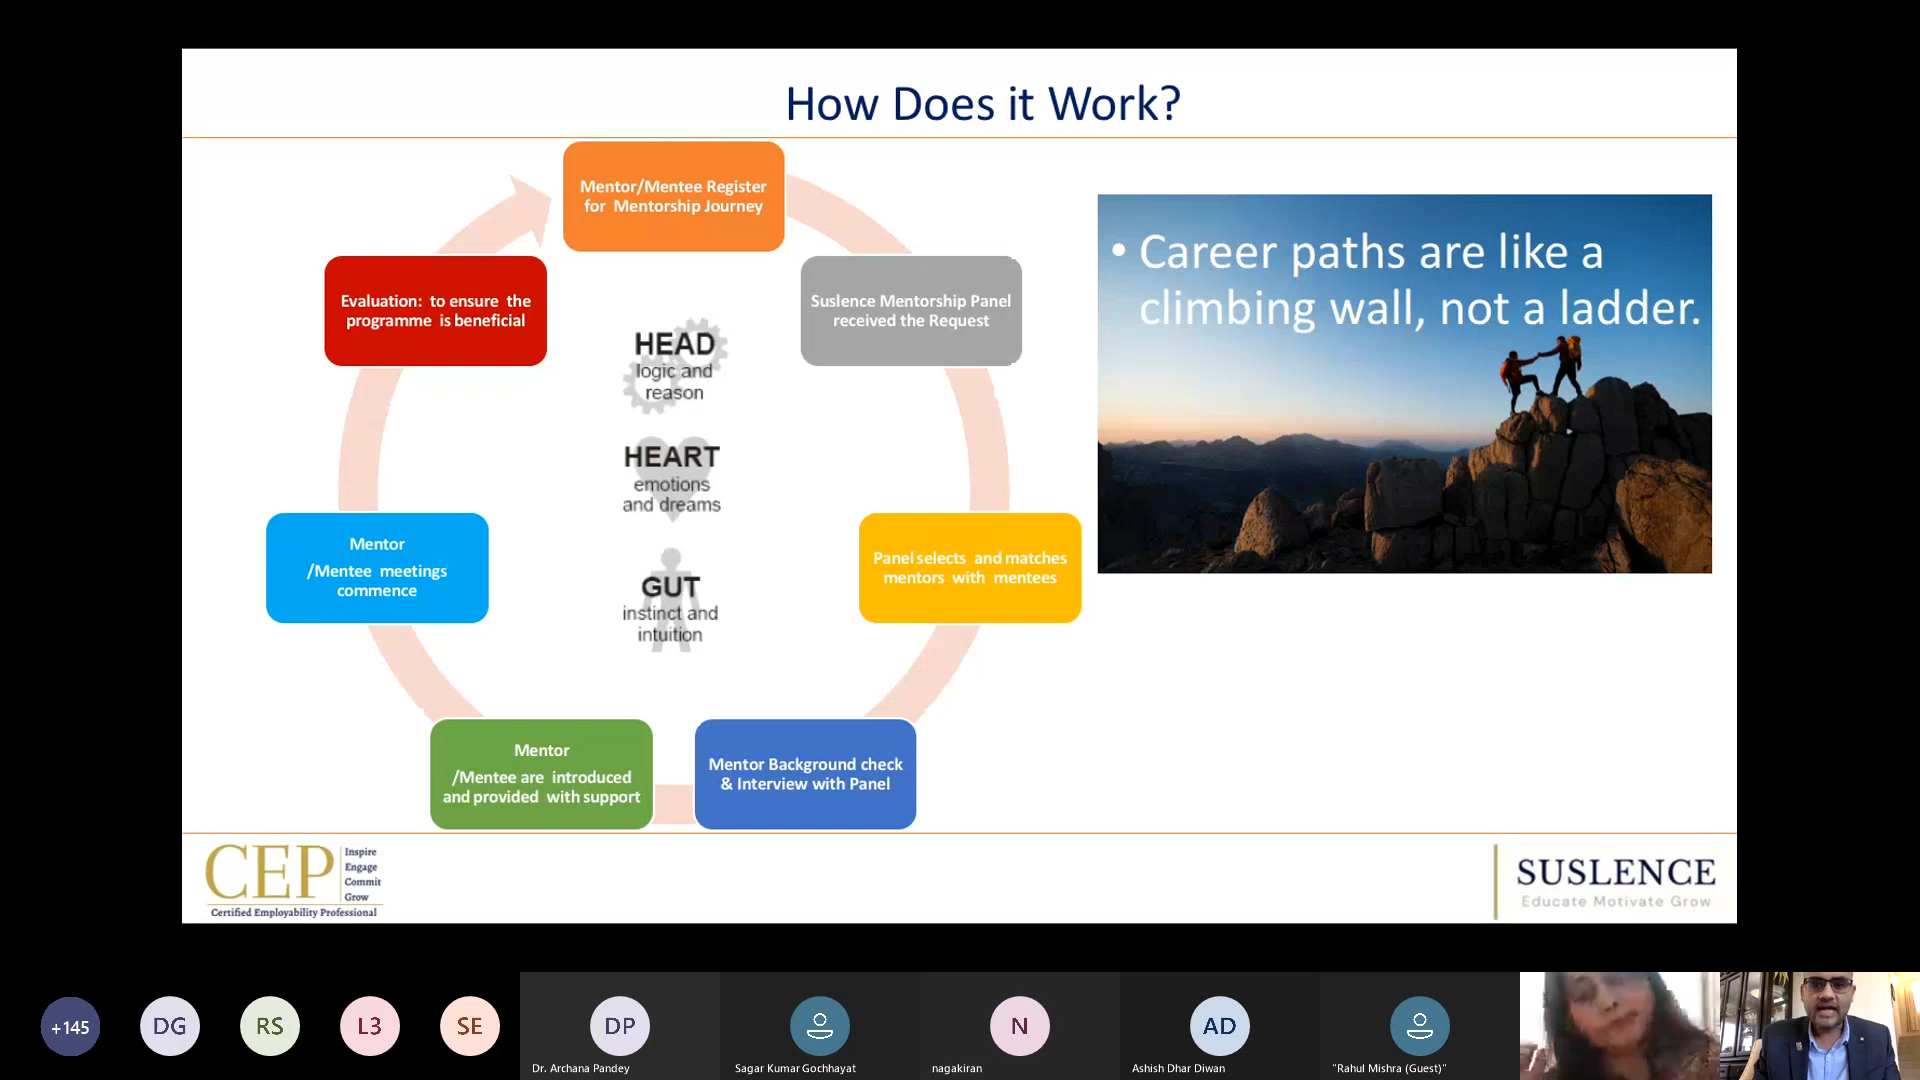 How Does it Work?
Mentor/Mentee Register
for Mentorship Journey
Suslence Mentorship Panel
received the Request
Panel selects and matches
mentors with mentees
Mentor Background check
& Interview with Panel
Mentor
/Mentee are introduced
and provided with support
Mentor
/Mentee meetings
commence
Evaluation: to ensure the
programme is beneficial
HEAD
logic and
reason
HEART
emotions
and dreams
GUT
instinct and
intuition
• Career paths are like a
climbing wall, not a ladder.
CEP
Inspire
Engage
Commit
Grow
Certified Employability Professional
SUSLENCE
Educate Motivate Grow
+145
DG
RS
L3
SE
DP
Dr. Archana Pandey
Sagar Kumar Gochhayat
N
nagakiran
AD
Ashish Dhar Diwan
"Rahul Mishra (Guest)"